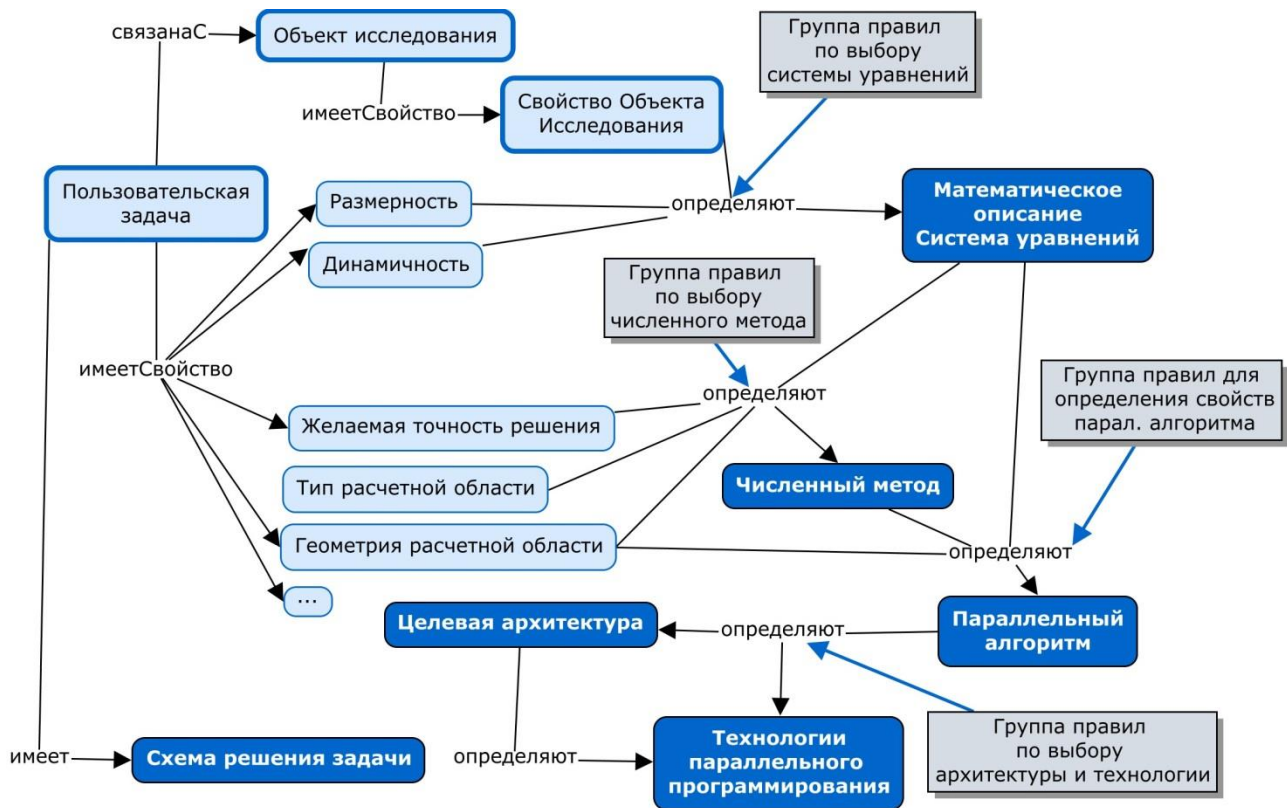 связанаС
Объект исследования
Группа правил
по выбору
системы уравнений
имеетСвойство
Свойство Объекта
Исследования
Пользовательская
задача
Размерность
определяют
Математическое
описание
Система уравнений
Динамичность
Группа правил
по выбору
численного метода
имеетСвойство
определяют
Группа правил для
определения свойств
парал. алгоритма
Желаемая точность решения
Тип расчетной области
Численный метод
Геометрия расчетной области
определяют
...
Целевая архитектура
определяют
Параллельный
алгоритм
имеет
Схема решения задачи
определяют
Технологии
параллельного
программирования
Группа правил
по выбору
архитектуры и технологии